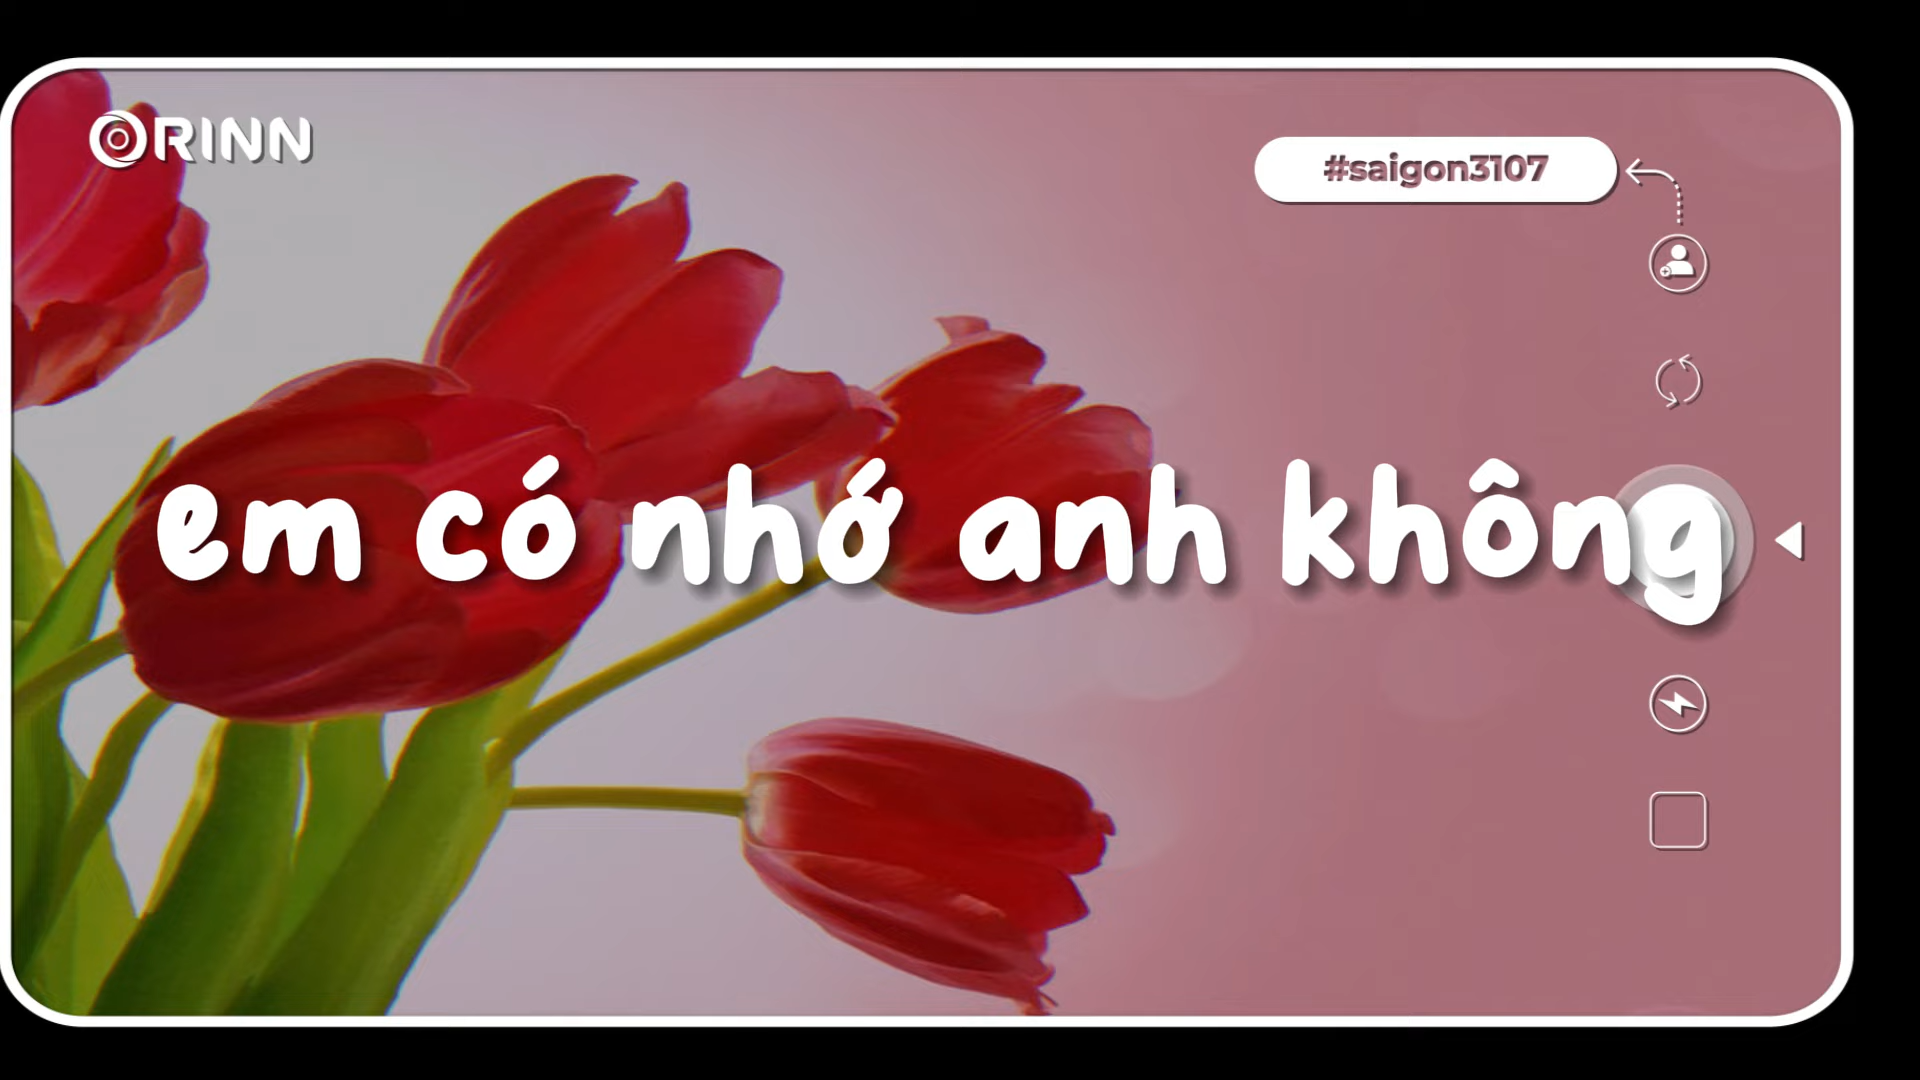 ORINN
#saigon3107
em có nhớ anh không